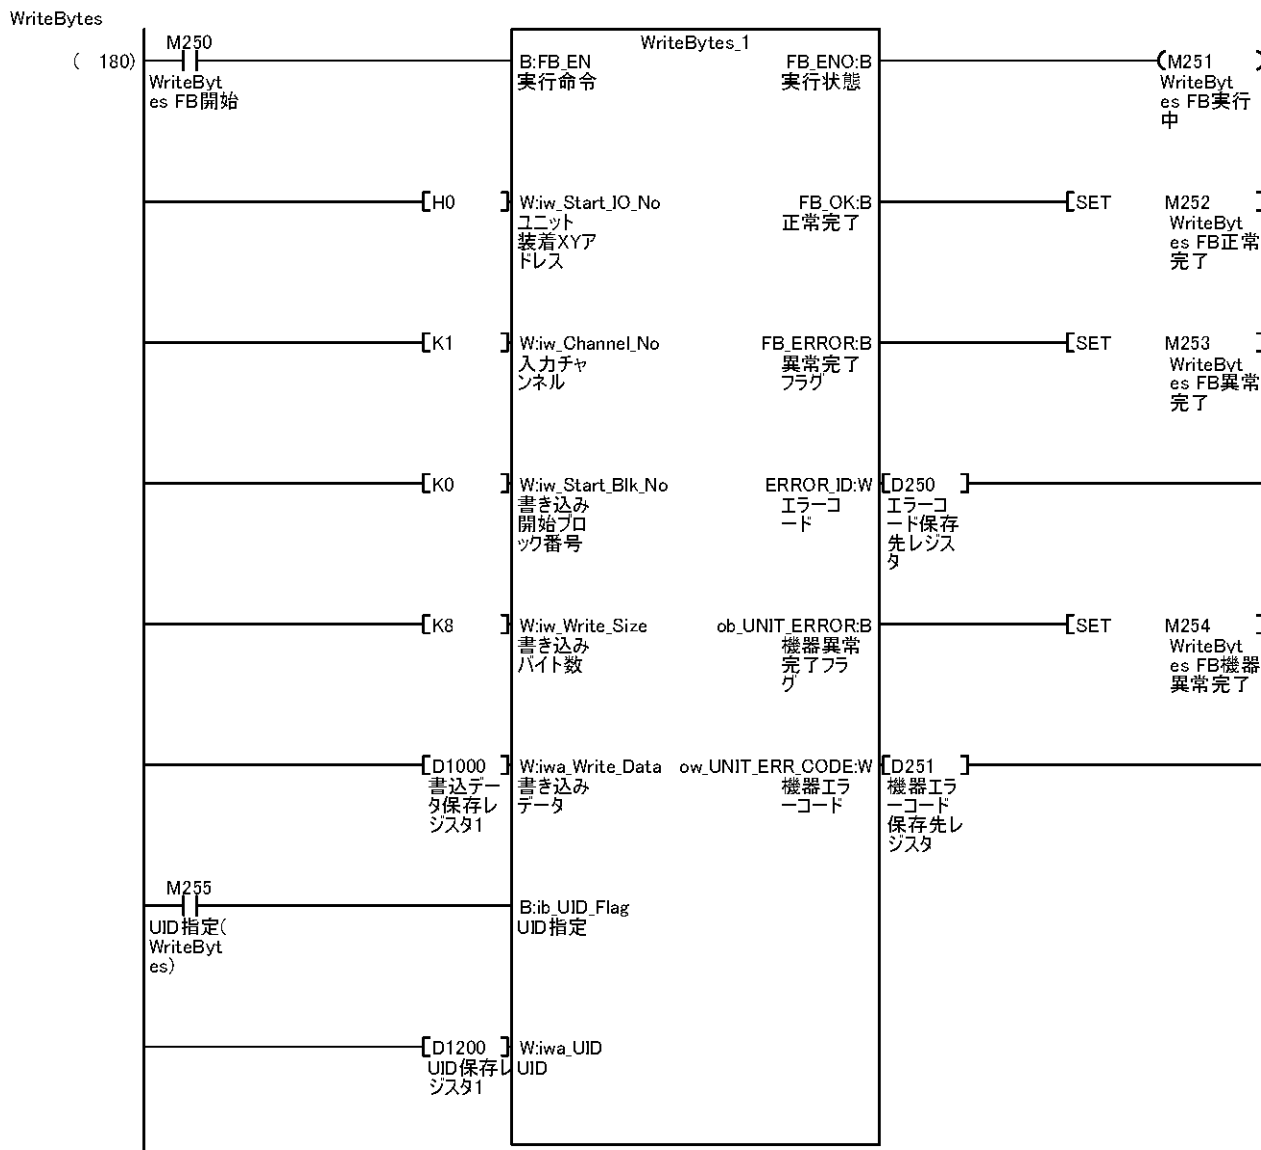 WriteBytes
WriteBytes_1
( 180)
M250
WriteByt
es FB開始
B:FB_EN
実行命令
FB_ENO:B
実行状態
M251
WriteByt
es FB実行
中
H0
W:iw_Start_IO_No
ユニット
装着XYア
ドレス
FB_OK:B
正常完了
SET
M252
WriteByt
es FB正常
完了
K1
W:iw_Channel_No
入力チャ
ンネル
FB_ERROR:B
異常完了
フラグ
SET
M253
WriteByt
es FB異常
完了
K0
W:iw_Start_Blk_No
書き込み
開始ブロ
ック番号
ERROR_ID:W
エラーコ
ード
D250
エラーコ
ード保存
先レジス
タ
K8
W:iw_Write_Size
書き込み
バイト数
ob_UNIT_ERROR:B
機器異常
完了フラ
グ
SET
M254
WriteByt
es FB機器
異常完了
D1000
書込デー
タ保存レ
ジスタ1
W:iwa_Write_Data
書き込み
データ
ow_UNIT_ERR_CODE:W
機器エラ
ーコード
D251
機器エラ
ーコード
保存先レ
ジスタ
M255
UID指定(
WriteByt
es)
B:ib_UID_Flag
UID指定
D1200
UID保存レ
ジスタ1
W:iwa_UID
UID